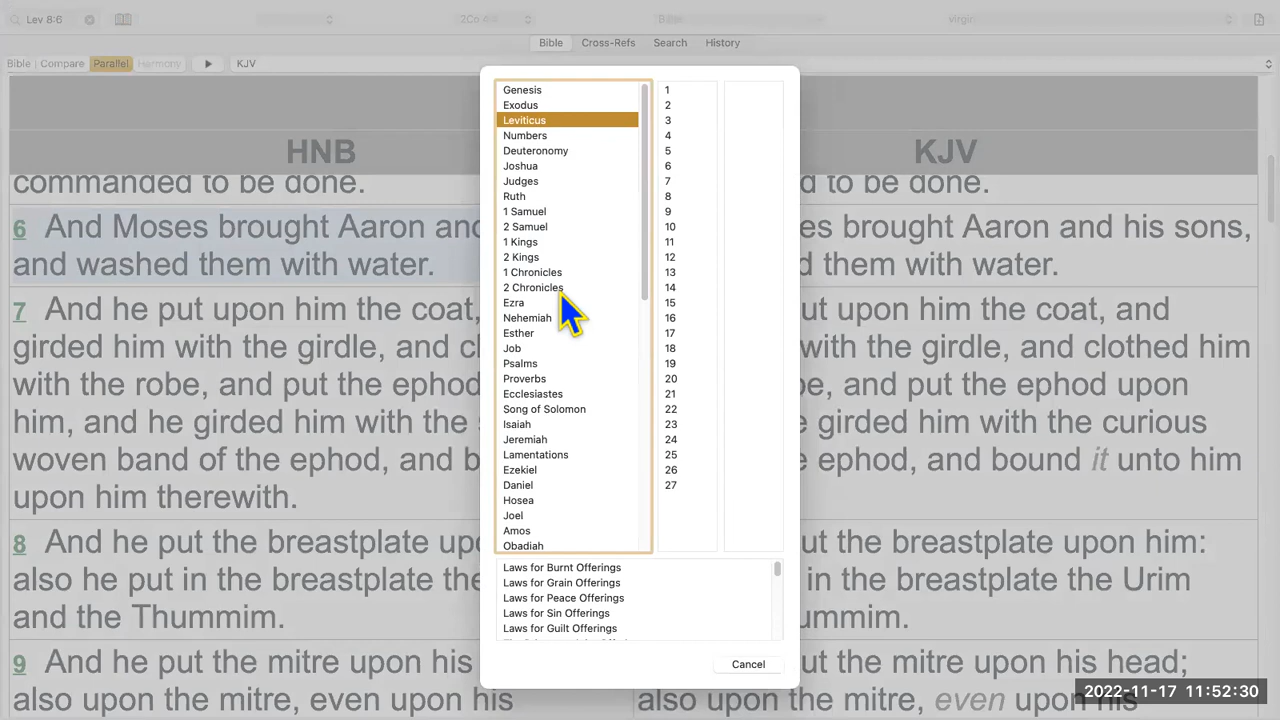 Lev 8:6
2Co 4:4
virgin
Bible Cross-Refs Search History
Bible Compare Parallel Harmony KJV
HNB KJV
commanded to be done.
d to be done.
6 And Moses brought Aaron and
and washed them with water.
es brought Aaron and his sons,
d them with water.
7 And he put upon him the coat, a
girded him with the girdle, and cl
with the robe, and put the ephod
him, and he girded him with the s
woven band of the ephod, and b
upon him therewith.
ut upon him the coat, and
with the girdle, and clothed him
be, and put the ephod upon
e girded him with the curious
e ephod, and bound it unto him
8 And he put the breastplate upo
also he put in the breastplate the
and the Thummim.
ut the breastplate upon him:
in the breastplate the Urim
ummim.
9 And he put the mitre upon his
also upon the mitre, even upon his
ut the mitre upon his head;
also upon the mitre, even upon his
Genesis
Exodus
Leviticus
Numbers
Deuteronomy
Joshua
Judges
Ruth
1 Samuel
2 Samuel
1 Kings
2 Kings
1 Chronicles
2 Chronicles
Ezra
Nehemiah
Esther
Job
Psalms
Proverbs
Ecclesiastes
Song of Solomon
Isaiah
Jeremiah
Lamentations
Ezekiel
Daniel
Hosea
Joel
Amos
Obadiah
1
2
3
4
5
6
7
8
9
10
11
12
13
14
15
16
17
18
19
20
21
22
23
24
25
26
27
Laws for Burnt Offerings
Laws for Grain Offerings
Laws for Peace Offerings
Laws for Sin Offerings
Laws for Guilt Offerings
Cancel
2022-11-17 11:52:30